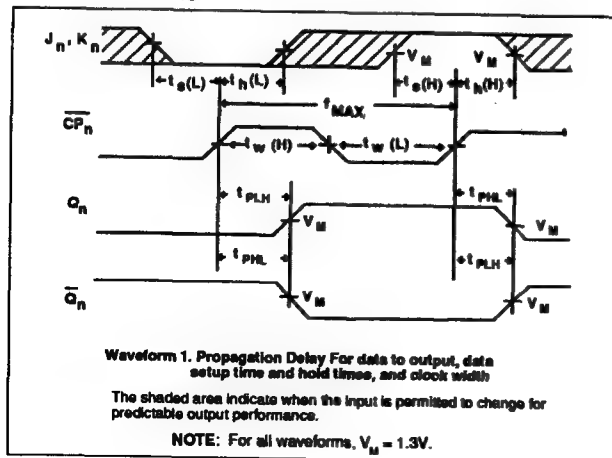 Jn, Kn
VM VM
ts(L) th(L) ts(H) th(H)
fMAX
CPn
tw(H) tw(L)
tPLH tPHL
Qn
VM VM
tPHL tPLH
Qn
VM VM
Waveform 1. Propagation Delay For data to output, data
setup time and hold times, and clock width
The shaded area indicate when the input is permitted to change for
predictable output performance.
NOTE: For all waveforms, VM = 1.3V.